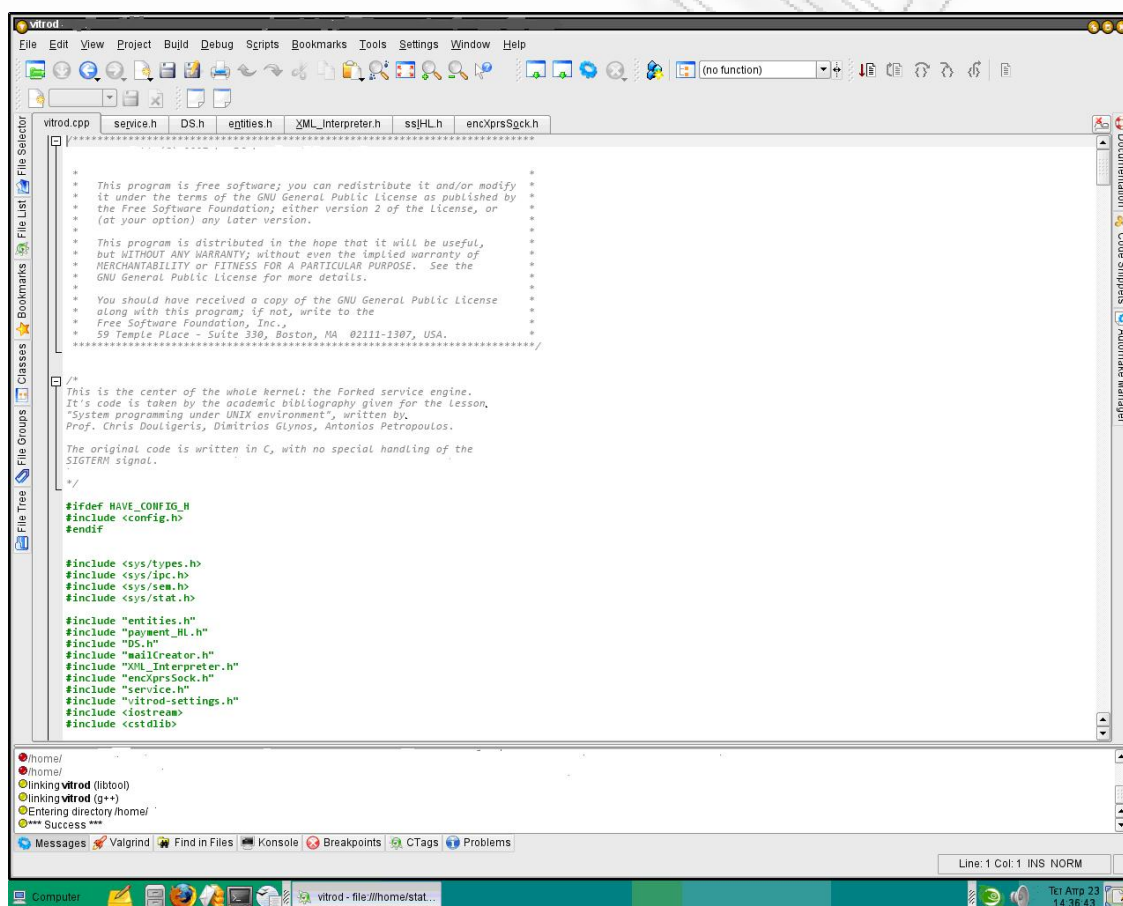 vitrod
File Edit View Project Build Debug Scripts Bookmarks Tools Settings Window Help
(no function)
vitrod.cpp service.h DS.h entities.h XML_Interpreter.h sslHL.h encXprsSock.h
File Selector
File List
Bookmarks
Classes
File Groups
File Tree
Documentation
Code Snippets
Automake Manager
/***************************************************************************
* *
* This program is free software; you can redistribute it and/or modify *
* it under the terms of the GNU General Public License as published by *
* the Free Software Foundation; either version 2 of the License, or *
* (at your option) any later version. *
* *
* This program is distributed in the hope that it will be useful, *
* but WITHOUT ANY WARRANTY; without even the implied warranty of *
* MERCHANTABILITY or FITNESS FOR A PARTICULAR PURPOSE. See the *
* GNU General Public License for more details. *
* *
* You should have received a copy of the GNU General Public License *
* along with this program; if not, write to the *
* Free Software Foundation, Inc., *
* 59 Temple Place - Suite 330, Boston, MA 02111-1307, USA. *
***************************************************************************/
/*
This is the center of the whole kernel: the Forked service engine.
It's code is taken by the academic bibliography given for the Lesson
"System programming under UNIX environment", written by
Prof. Chris Douligeris, Dimitrios Glynos, Antonios Petropoulos.
The original code is written in C, with no special handling of the
SIGTERM signal.
*/
#ifdef HAVE_CONFIG_H
#include <config.h>
#endif
#include <sys/types.h>
#include <sys/ipc.h>
#include <sys/sem.h>
#include <sys/stat.h>
#include "entities.h"
#include "payment_HL.h"
#include "DS.h"
#include "mailCreator.h"
#include "XML_Interpreter.h"
#include "encXprsSock.h"
#include "service.h"
#include "vitrod-settings.h"
#include <iostream>
#include <cstdlib>
/home/
/home/
linking vitrod (libtool)
linking vitrod (g++)
Entering directory /home/
*** Success ***
Messages Valgrind Find in Files Konsole Breakpoints CTags Problems
Line: 1 Col: 1 INS NORM
Computer vitrod - file:///home/stat... Τετ Απρ 23
14:36:43